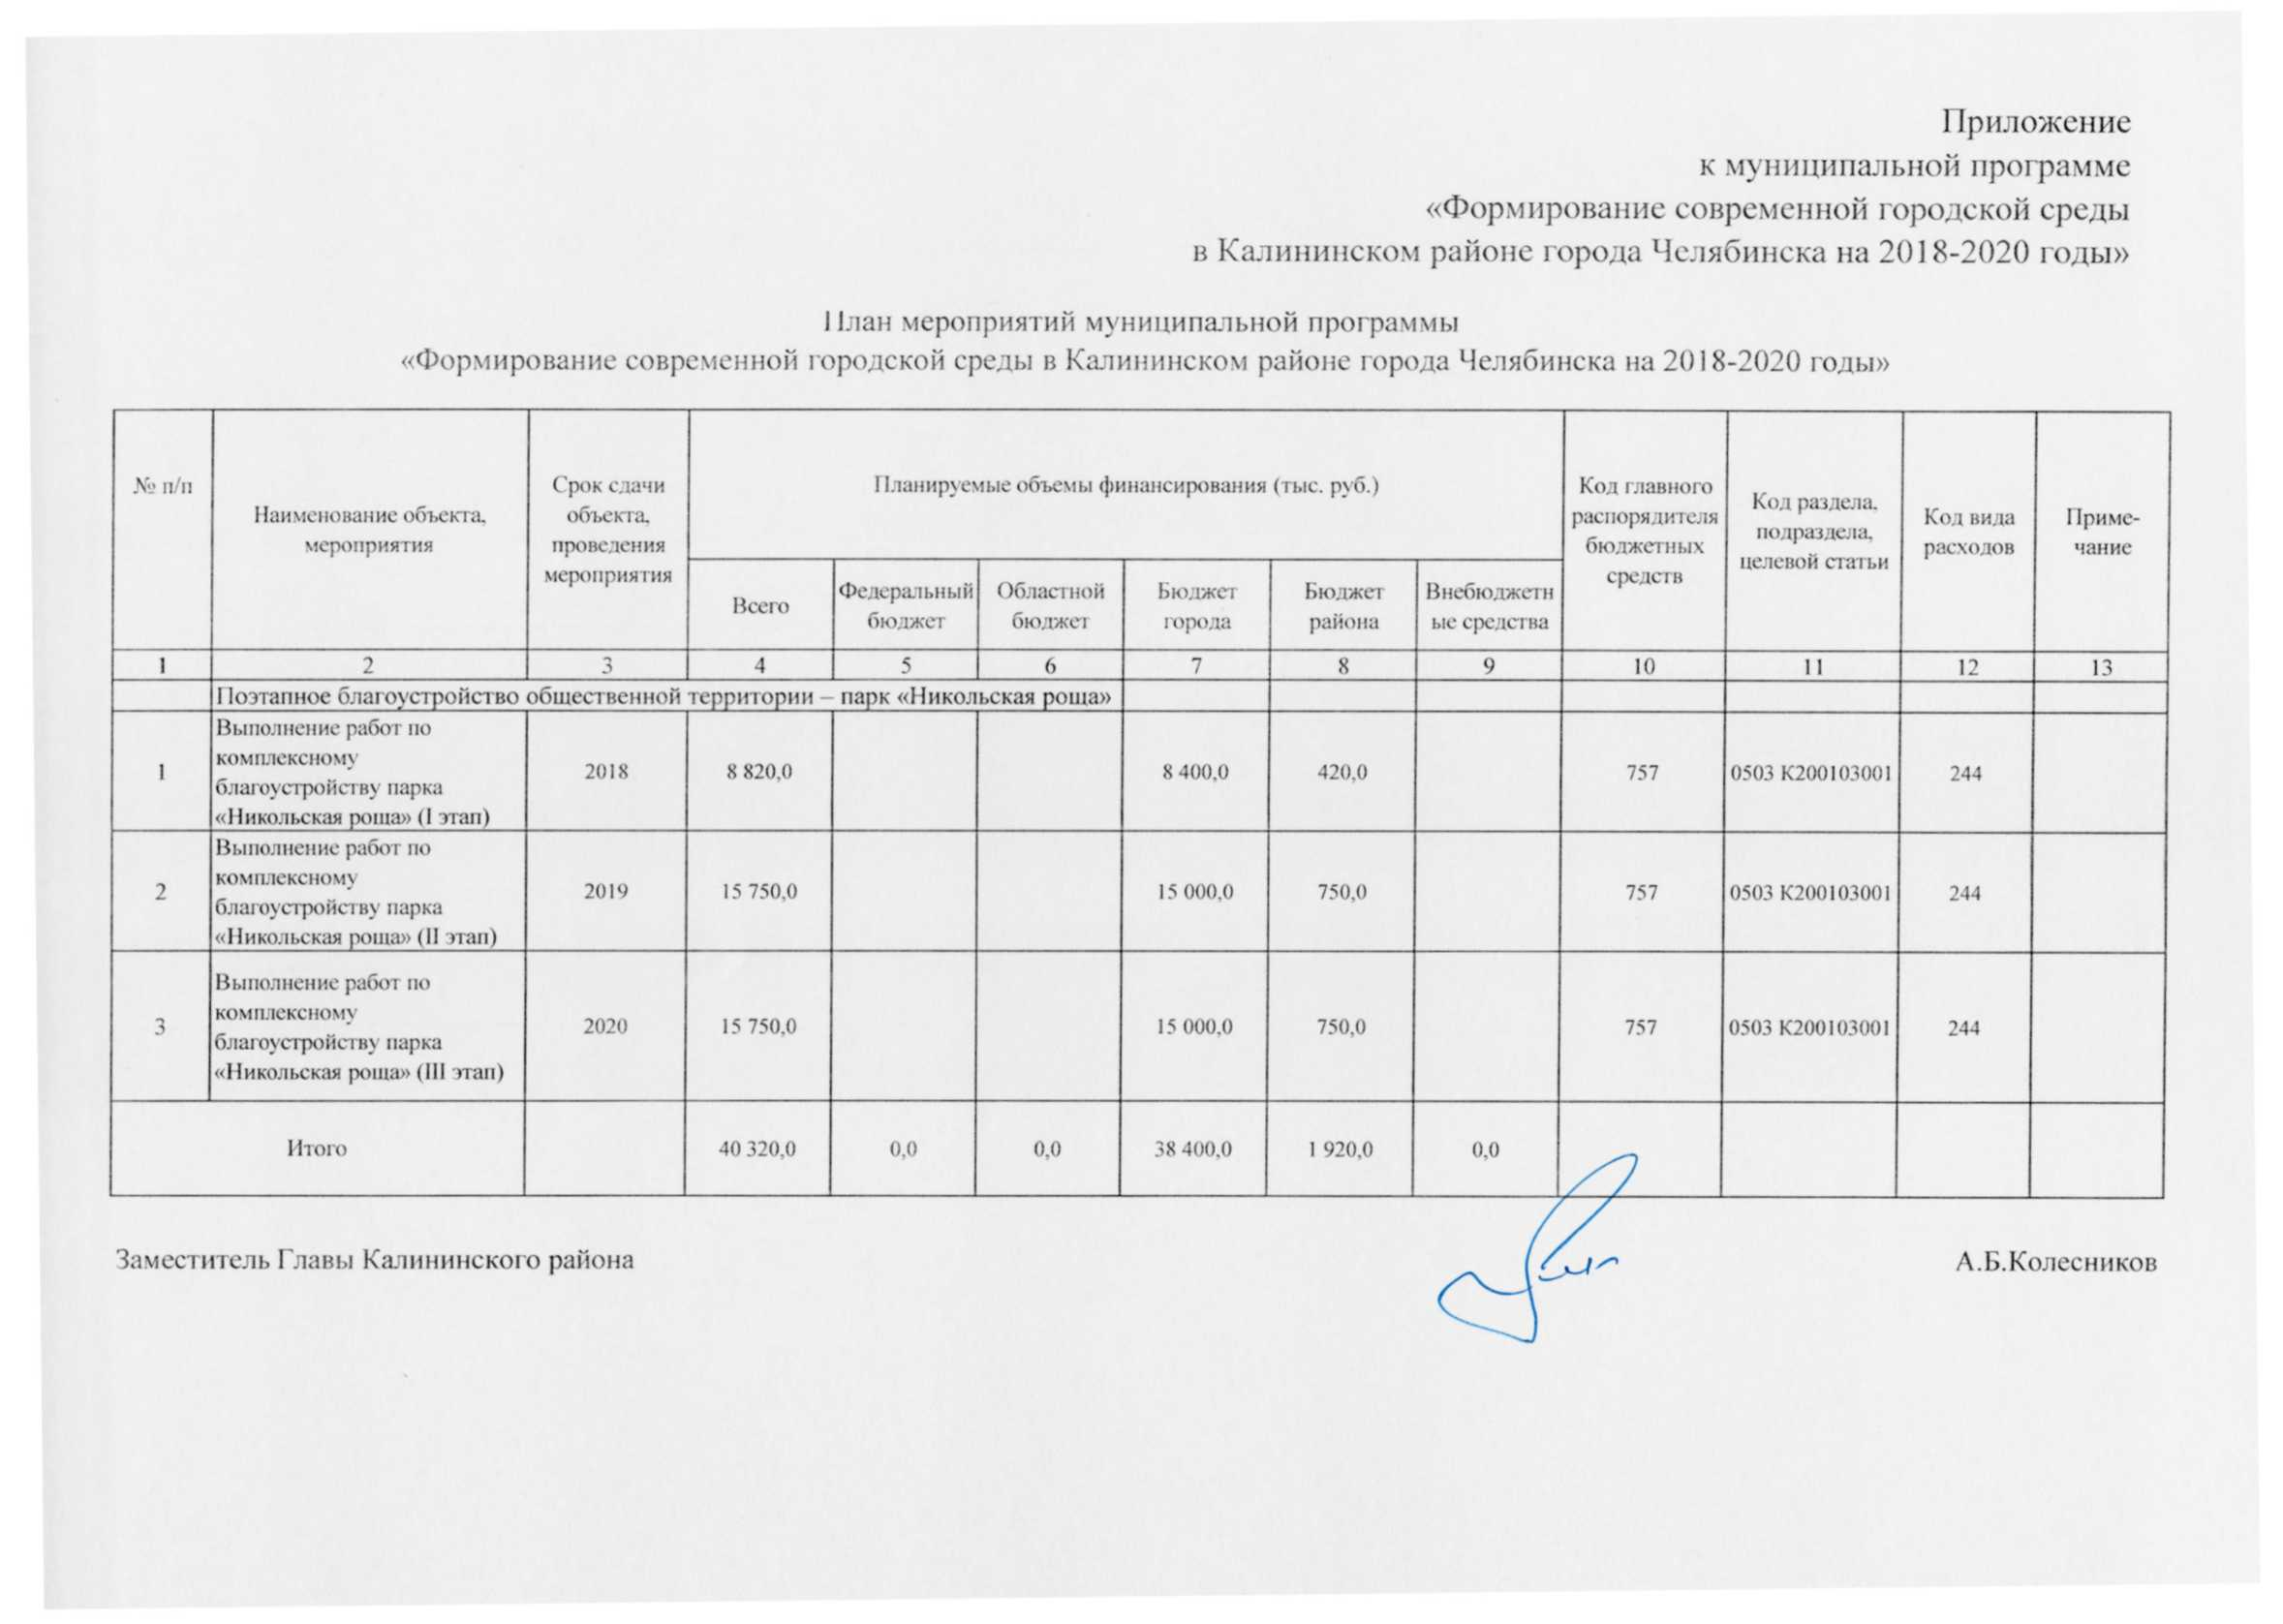 Приложение
к муниципальной программе
«Формирование современной городской среды
в Калининском районе города Челябинска на 2018-2020 годы»
План мероприятий муниципальной программы
«Формирование современной городской среды в Калининском районе города Челябинска на 2018-2020 годы»
№ п/п
Наименование объекта,
мероприятия
Срок сдачи
объекта,
проведения
мероприятия
Планируемые объемы финансирования (тыс. руб.)
Всего
Федеральный
бюджет
Областной
бюджет
Бюджет
города
Бюджет
района
Внебюджетн
ые средства
Код главного
распорядителя
бюджетных
средств
Код раздела,
подраздела,
целевой статьи
Код вида
расходов
Приме-
чание
1 2 3 4 5 6 7 8 9 10 11 12 13
Поэтапное благоустройство общественной территории – парк «Никольская роща»
1
Выполнение работ по
комплексному
благоустройству парка
«Никольская роща» (I этап)
2018 8 820,0 8 400,0 420,0 757 0503 К200103001 244
2
Выполнение работ по
комплексному
благоустройству парка
«Никольская роща» (II этап)
2019 15 750,0 15 000,0 750,0 757 0503 К200103001 244
3
Выполнение работ по
комплексному
благоустройству парка
«Никольская роща» (III этап)
2020 15 750,0 15 000,0 750,0 757 0503 К200103001 244
Итого 40 320,0 0,0 0,0 38 400,0 1 920,0 0,0
Заместитель Главы Калининского района А.Б.Колесников